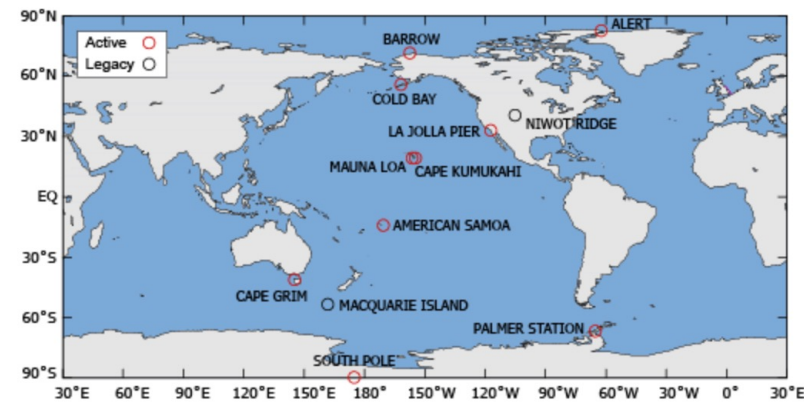 90°N
ALERT
Active
Legacy
BARROW
60°N
COLD BAY
NIWOT RIDGE
LA JOLLA PIER
30°N
MAUNA LOA
CAPE KUMUKAHI
EQ
AMERICAN SAMOA
30°S
CAPE GRIM
MACQUARIE ISLAND
60°S
PALMER STATION
SOUTH POLE
90°S
30°E 60°E 90°E 120°E 150°E 180° 150°W 120°W 90°W 60°W 30°W 0° 30°E